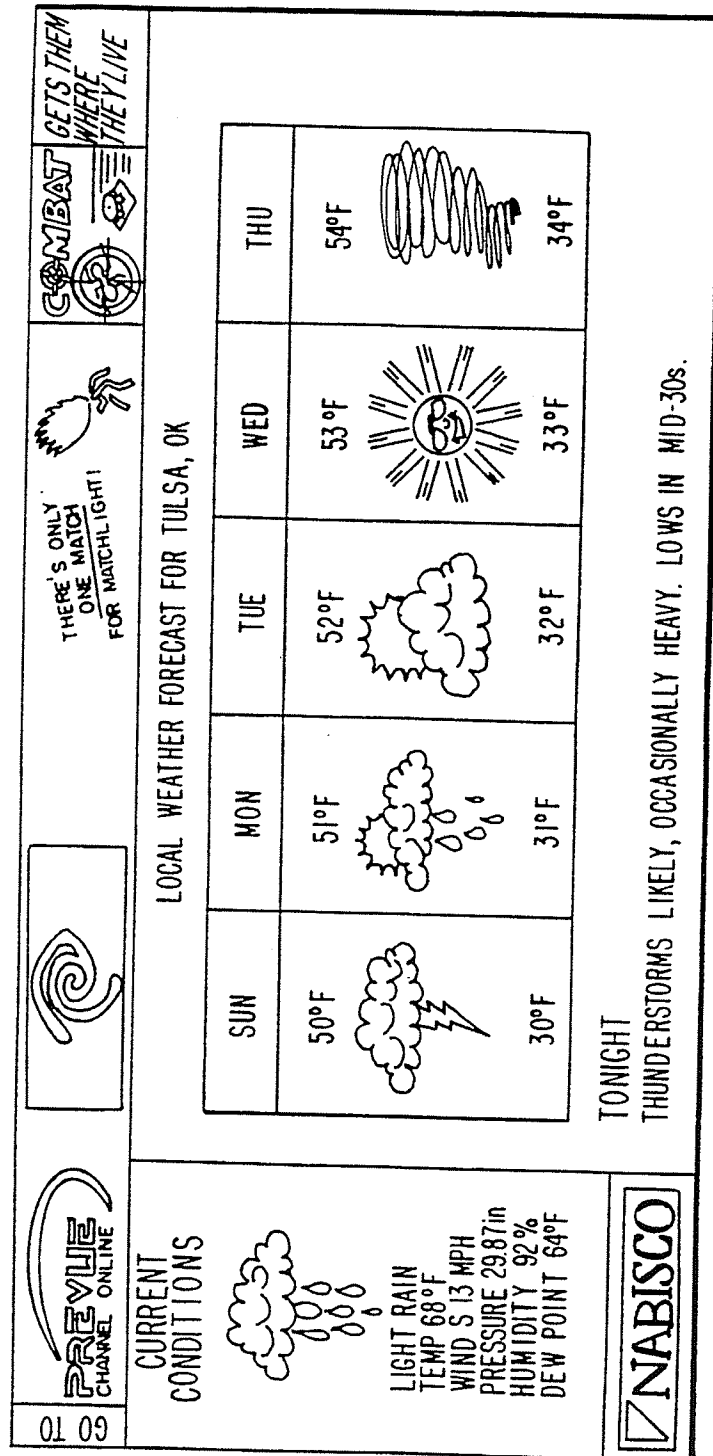 GO TO
PREVUE
CHANNEL ONLINE
THERE'S ONLY
ONE MATCH
FOR MATCHLIGHT!
COMBAT
GETS THEM
WHERE
THEY LIVE
CURRENT
CONDITIONS
LIGHT RAIN
TEMP 68°F
WIND S 13 MPH
PRESSURE 29.87in
HUMIDITY 92%
DEW POINT 64°F
NABISCO
LOCAL WEATHER FORECAST FOR TULSA, OK
SUN MON TUE WED THU
50°F 51°F 52°F 53°F 54°F
30°F 31°F 32°F 33°F 34°F
TONIGHT
THUNDERSTORMS LIKELY, OCCASIONALLY HEAVY. LOWS IN MID-30s.